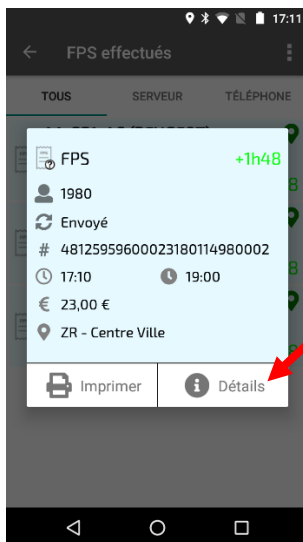 17:11
FPS effectués
TOUS SERVEUR TÉLÉPHONE
FPS +1h48
1980
Envoyé
# 48125959600023180114980002
17:10 19:00
€ 23,00 €
ZR - Centre Ville
Imprimer Détails